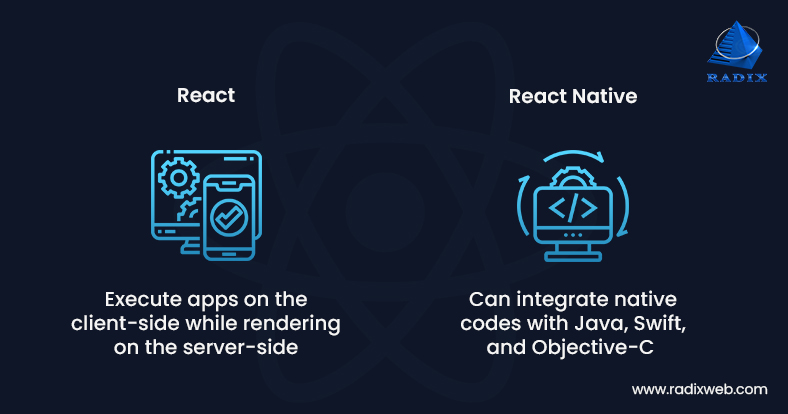 RADIX
React
React Native
Execute apps on the
client-side while rendering
on the server-side
Can integrate native
codes with Java, Swift,
and Objective-C
www.radixweb.com